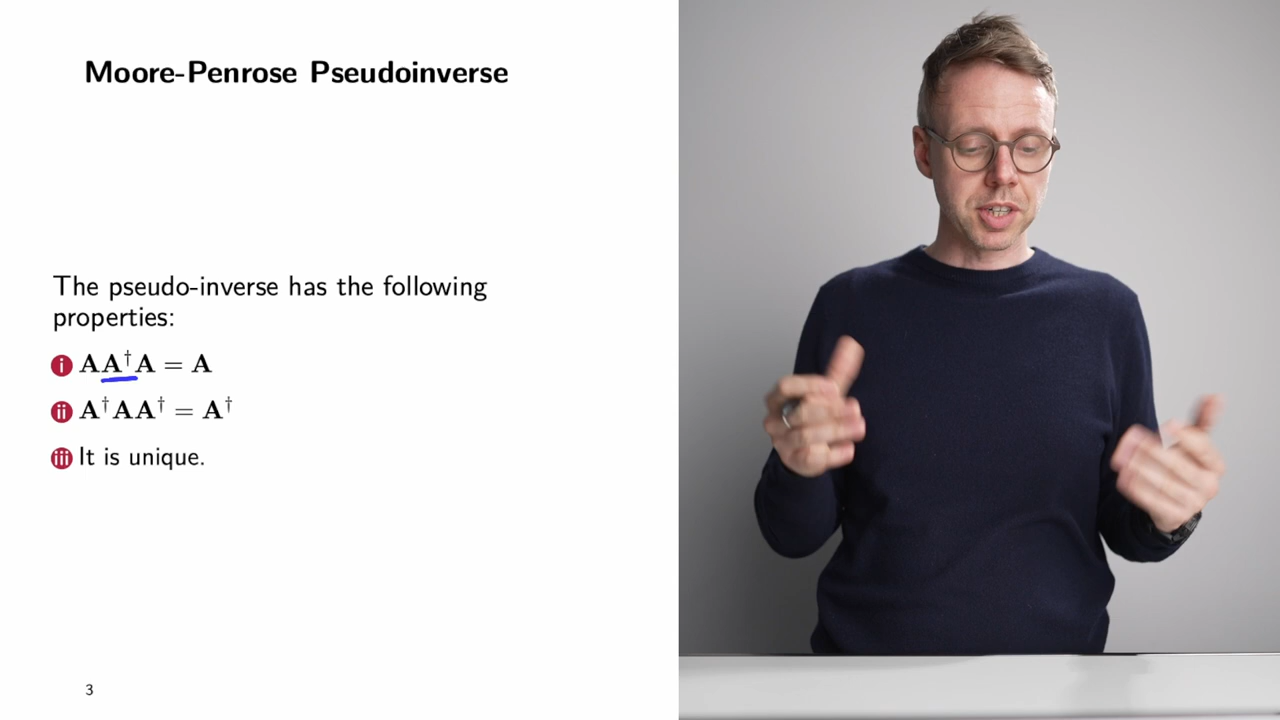 Moore-Penrose Pseudoinverse
The pseudo-inverse has the following
properties:
i AA†A = A
ii A†AA† = A†
iii It is unique.
3